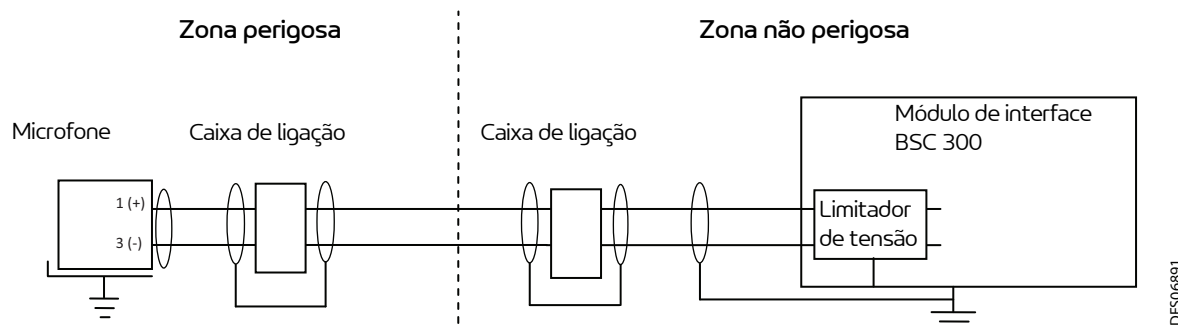 Zona perigosa
Zona não perigosa
Microfone
Caixa de ligação
Caixa de ligação
Módulo de interface
BSC 300
1 (+)
3 (-)
Limitador
de tensão
DES06891